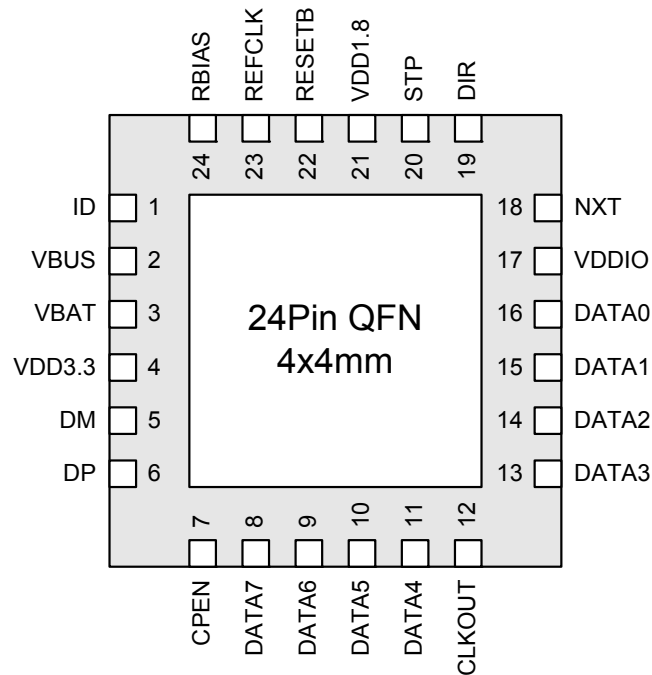 RBIAS
REFCLK
RESETB
VDD1.8
STP
DIR
24
23
22
21
20
19
ID 1
VBUS 2
VBAT 3
VDD3.3 4
DM 5
DP 6
24Pin QFN
4x4mm
18 NXT
17 VDDIO
16 DATA0
15 DATA1
14 DATA2
13 DATA3
7
8
9
10
11
12
CPEN
DATA7
DATA6
DATA5
DATA4
CLKOUT